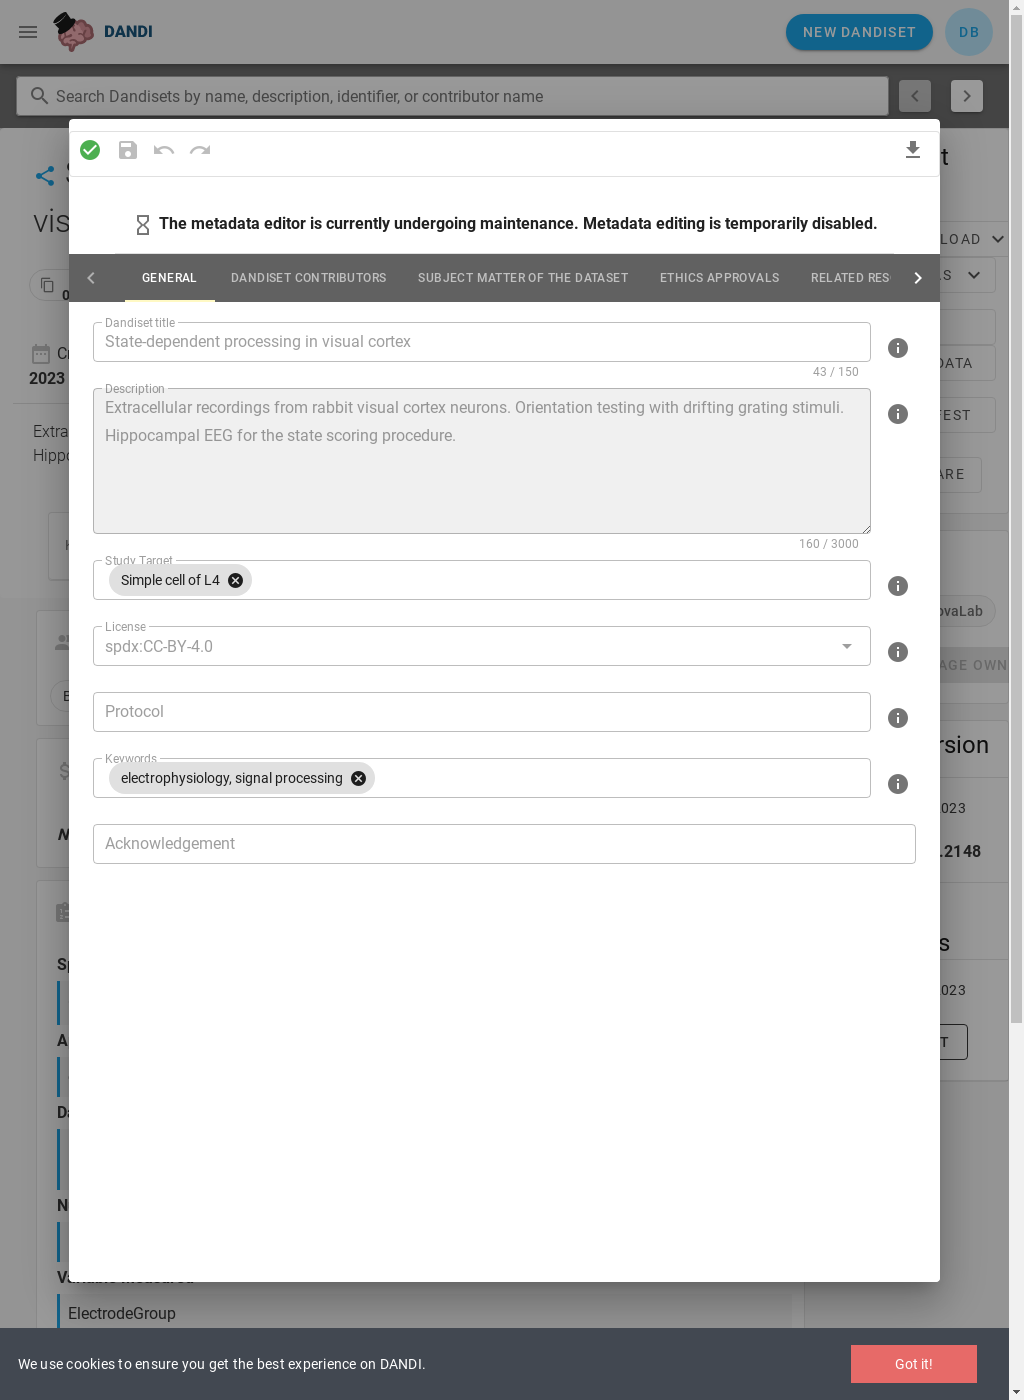 DANDI
NEW DANDISET
DB
Search Dandisets by name, description, identifier, or contributor name
The metadata editor is currently undergoing maintenance. Metadata editing is temporarily disabled.
GENERAL
DANDISET CONTRIBUTORS
SUBJECT MATTER OF THE DATASET
ETHICS APPROVALS
RELATED RESO
Dandiset title
State-dependent processing in visual cortex
43 / 150
Description
Extracellular recordings from rabbit visual cortex neurons. Orientation testing with drifting grating stimuli.
Hippocampal EEG for the state scoring procedure.
160 / 3000
Study Target
Simple cell of L4
License
spdx:CC-BY-4.0
Protocol
Keywords
electrophysiology, signal processing
Acknowledgement
vis
2023
Extra
Hippo
LOAD
DATA
ARE
ovaLab
AGE OWN
rsion
023
.2148
s
023
T
Sp
A
Da
N
ElectrodeGroup
We use cookies to ensure you get the best experience on DANDI.
Got it!